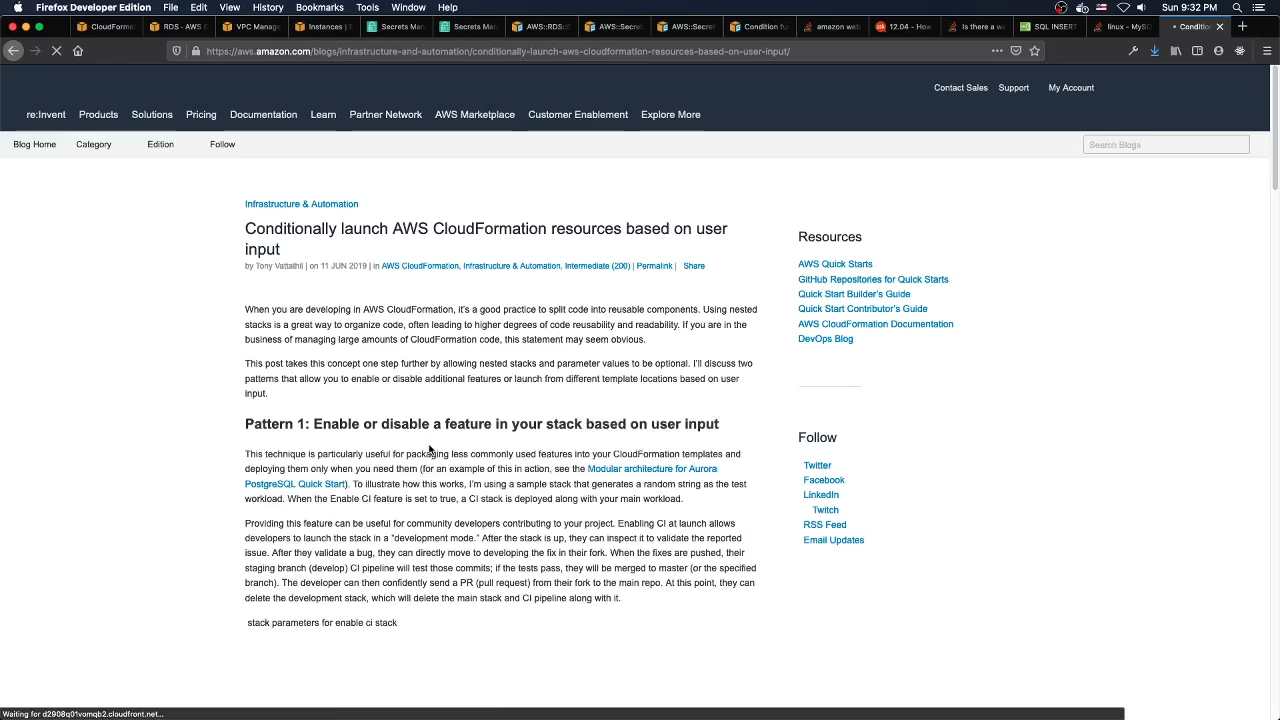 Firefox Developer Edition File Edit View History Bookmarks Tools Window Help Sun 9:32 PM
CloudForma RDS - AWS C VPC Manage Instances | Secrets Man Secrets Man AWS::RDS::S AWS::Secret AWS::Secret Condition fu amazon web 12.04 - How Is there a w SQL INSERT linux - MySQ Conditio
https://aws.amazon.com/blogs/infrastructure-and-automation/conditionally-launch-aws-cloudformation-resources-based-on-user-input/
Contact Sales Support My Account
re:Invent Products Solutions Pricing Documentation Learn Partner Network AWS Marketplace Customer Enablement Explore More
Blog Home Category Edition Follow Search Blogs
Infrastructure & Automation
Conditionally launch AWS CloudFormation resources based on user
input
by Tony Vattathil | on 11 JUN 2019 | in AWS CloudFormation, Infrastructure & Automation, Intermediate (200) | Permalink | Share
When you are developing in AWS CloudFormation, it's a good practice to split code into reusable components. Using nested
stacks is a great way to organize code, often leading to higher degrees of code reusability and readability. If you are in the
business of managing large amounts of CloudFormation code, this statement may seem obvious.
This post takes this concept one step further by allowing nested stacks and parameter values to be optional. I'll discuss two
patterns that allow you to enable or disable additional features or launch from different template locations based on user
input.
Pattern 1: Enable or disable a feature in your stack based on user input
This technique is particularly useful for packaging less commonly used features into your CloudFormation templates and
deploying them only when you need them (for an example of this in action, see the Modular architecture for Aurora
PostgreSQL Quick Start). To illustrate how this works, I'm using a sample stack that generates a random string as the test
workload. When the Enable CI feature is set to true, a CI stack is deployed along with your main workload.
Providing this feature can be useful for community developers contributing to your project. Enabling CI at launch allows
developers to launch the stack in a "development mode." After the stack is up, they can inspect it to validate the reported
issue. After they validate a bug, they can directly move to developing the fix in their fork. When the fixes are pushed, their
staging branch (develop) CI pipeline will test those commits; if the tests pass, they will be merged to master (or the specified
branch). The developer can then confidently send a PR (pull request) from their fork to the main repo. At this point, they can
delete the development stack, which will delete the main stack and CI pipeline along with it.
stack parameters for enable ci stack
Resources
AWS Quick Starts
GitHub Repositories for Quick Starts
Quick Start Builder's Guide
Quick Start Contributor's Guide
AWS CloudFormation Documentation
DevOps Blog
Follow
Twitter
Facebook
LinkedIn
Twitch
RSS Feed
Email Updates
Waiting for d2908q01vomqb2.cloudfront.net...